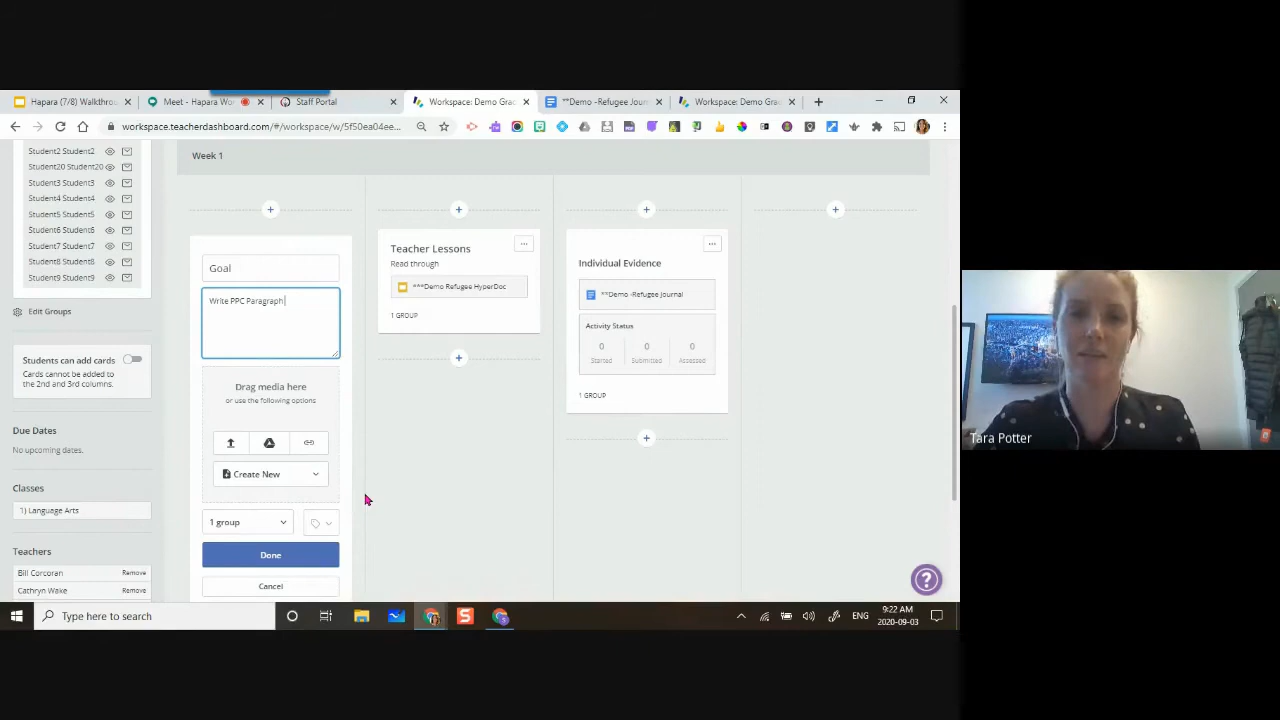 Hapara (7/8) Walkthrou
Meet - Hapara Wo
Staff Portal
Workspace: Demo Grac
**Demo -Refugee Journ
Workspace: Demo Grac
workspace.teacherdashboard.com/#/workspace/w/5f50ea04ee...
Student2 Student2
Student20 Student20
Student3 Student3
Student4 Student4
Student5 Student5
Student6 Student6
Student7 Student7
Student8 Student8
Student9 Student9
Edit Groups
Students can add cards
Cards cannot be added
to the 2nd and 3rd columns.
Due Dates
No upcoming dates.
Classes
1) Language Arts
Teachers
Bill Corcoran Remove
Cathryn Wake Remove
Week 1
Goal
Write PPC Paragraph
Drag media here
or use the following options
Create New
1 group
Done
Cancel
Teacher Lessons
Read through
***Demo Refugee HyperDoc
1 GROUP
Individual Evidence
**Demo -Refugee Journal
Activity Status
0 0 0
Started Submitted Assessed
1 GROUP
Tara Potter
Type here to search
ENG
9:22 AM
2020-09-03